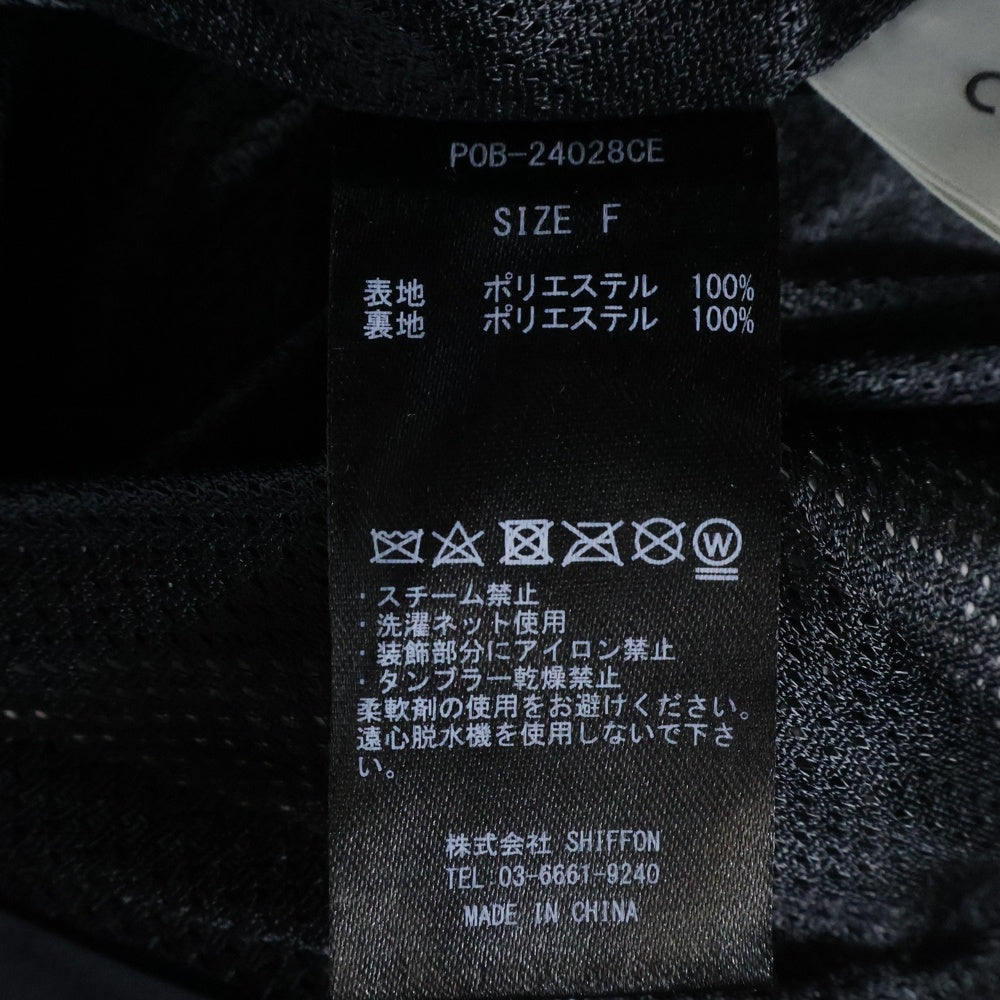 POB-24028CE
SIZE F
表地 ポリエステル 100%
裏地 ポリエステル 100%
W
・スチーム禁止
・洗濯ネット使用
・装飾部分にアイロン禁止
・タンブラー乾燥禁止
柔軟剤の使用をお避けください。
遠心脱水機を使用しないで下さ
い。
株式会社 SHIFFON
TEL 03-6661-9240
MADE IN CHINA